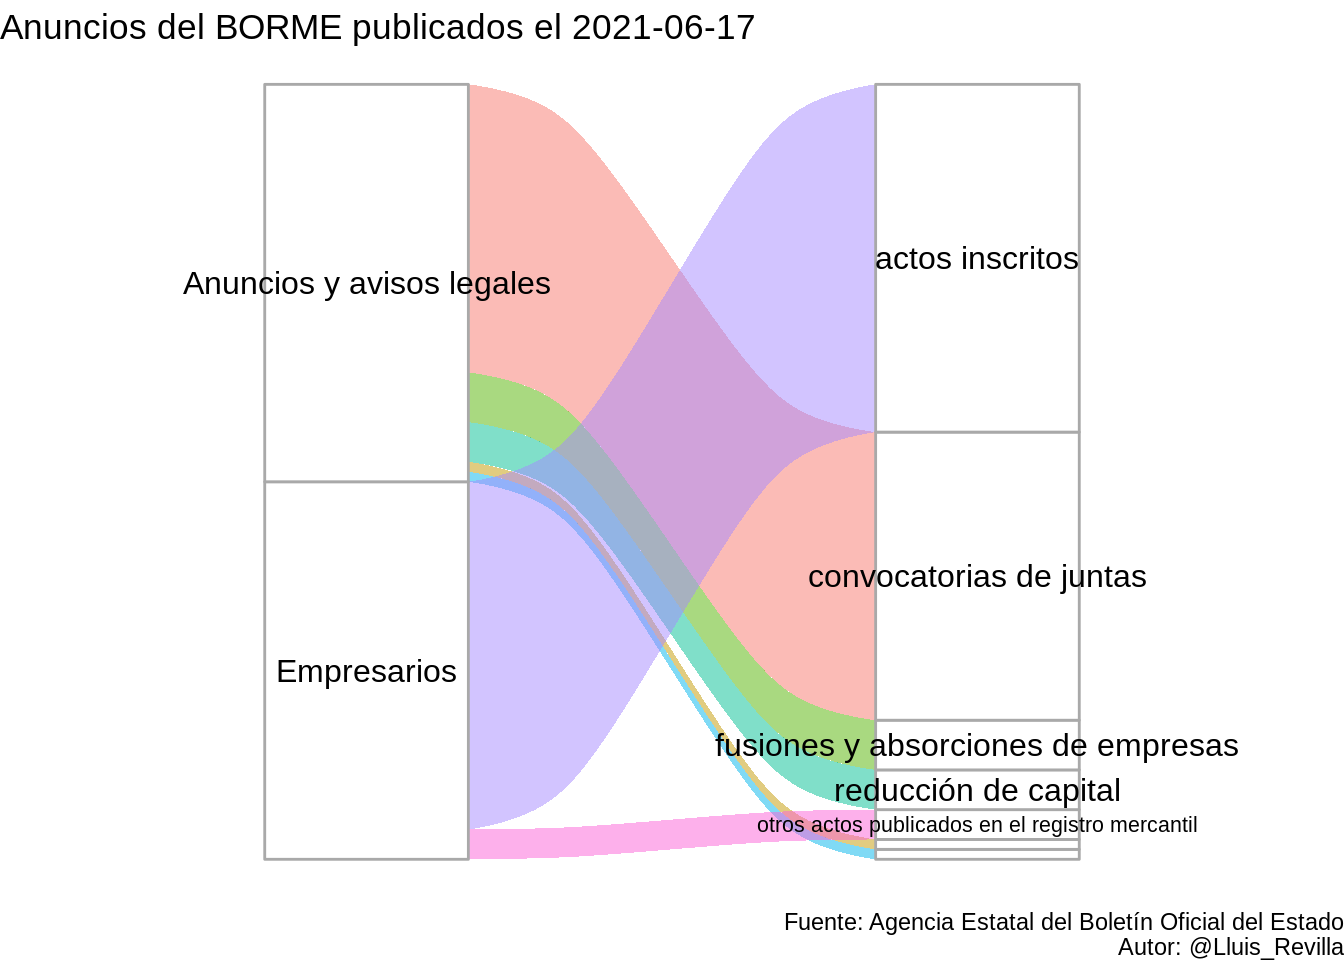 Anuncios del BORME publicados el 2021-06-17
actos inscritos
Anuncios y avisos legales
convocatorias de juntas
Empresarios
fusiones y absorciones de empresas
reducción de capital
otros actos publicados en el registro mercantil
Fuente: Agencia Estatal del Boletín Oficial del Estado
Autor: @Lluis_Revilla